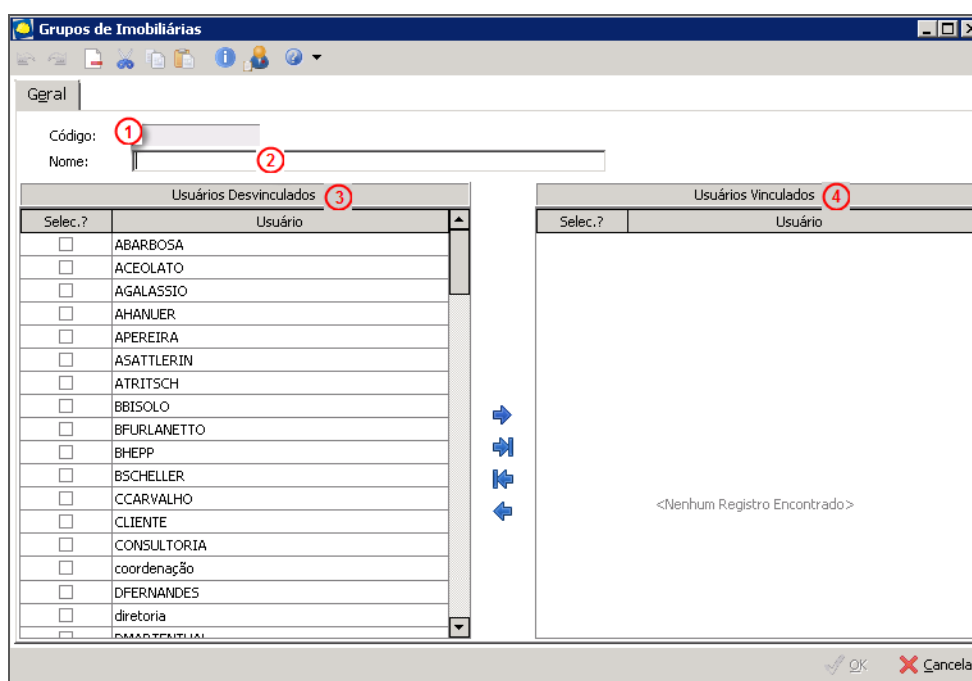 Grupos de Imobiliárias
Geral
Código: 1
Nome: 2
Usuários Desvinculados 3
Usuários Vinculados 4
Selec.? Usuário
Selec.? Usuário
ABARBOSA
ACEOLATO
AGALASSIO
AHANUER
APEREIRA
ASATTLERIN
ATRITSCH
BBISOLO
BFURLANETTO
BHEPP
BSCHELLER
CCARVALHO
CLIENTE
CONSULTORIA
coordenação
DFERNANDES
diretoria
<Nenhum Registro Encontrado>
OK
Cancela